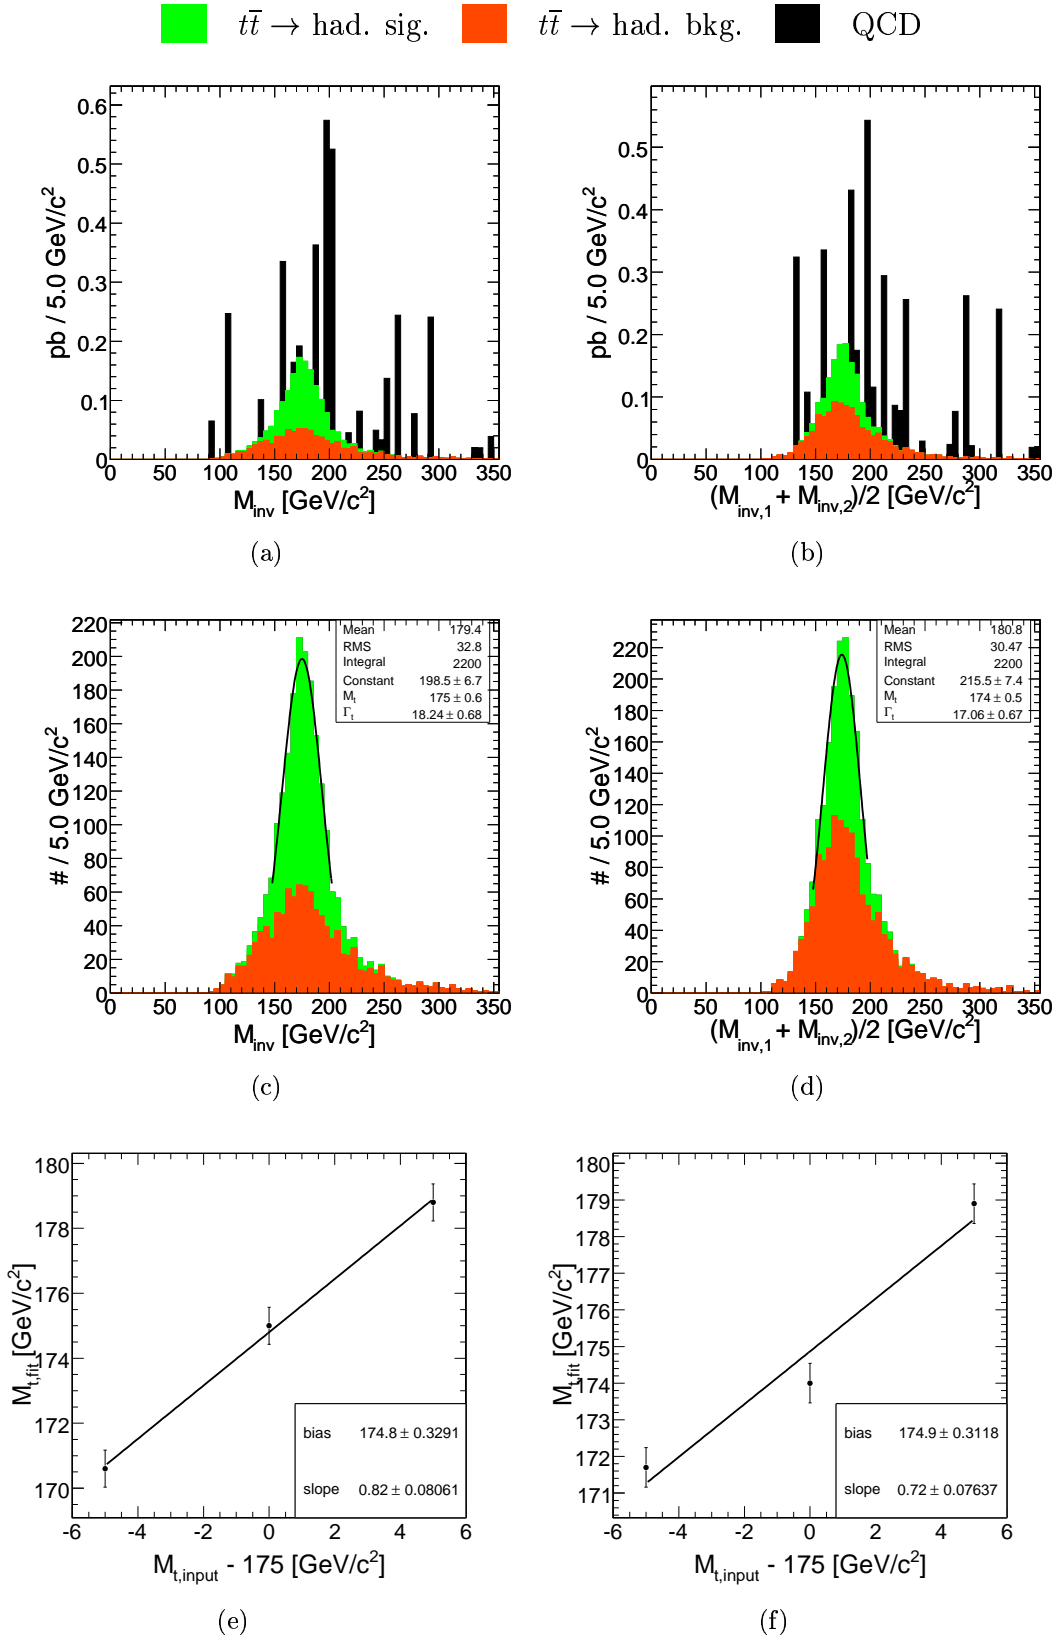 tt̄ → had. sig. tt̄ → had. bkg. QCD
pb / 5.0 GeV/c²
0.6
0.5
0.4
0.3
0.2
0.1
0
0 50 100 150 200 250 300 350
M_inv [GeV/c²]
(a)
pb / 5.0 GeV/c²
0.5
0.4
0.3
0.2
0.1
0
0 50 100 150 200 250 300 350
(M_inv,1 + M_inv,2)/2 [GeV/c²]
(b)
# / 5.0 GeV/c²
220
200
180
160
140
120
100
80
60
40
20
0
Mean 179.4
RMS 32.8
Integral 2200
Constant 198.5 ± 6.7
M_t 175 ± 0.6
Γ_t 18.24 ± 0.68
0 50 100 150 200 250 300 350
M_inv [GeV/c²]
(c)
# / 5.0 GeV/c²
220
200
180
160
140
120
100
80
60
40
20
0
Mean 180.8
RMS 30.47
Integral 2200
Constant 215.5 ± 7.4
M_t 174 ± 0.5
Γ_t 17.06 ± 0.67
0 50 100 150 200 250 300 350
(M_inv,1 + M_inv,2)/2 [GeV/c²]
(d)
M_t,fit [GeV/c²]
180
178
176
174
172
170
bias 174.8 ± 0.3291
slope 0.82 ± 0.08061
-6 -4 -2 0 2 4 6
M_t,input - 175 [GeV/c²]
(e)
M_t,fit [GeV/c²]
180
179
178
177
176
175
174
173
172
171
bias 174.9 ± 0.3118
slope 0.72 ± 0.07637
-6 -4 -2 0 2 4 6
M_t,input - 175 [GeV/c²]
(f)